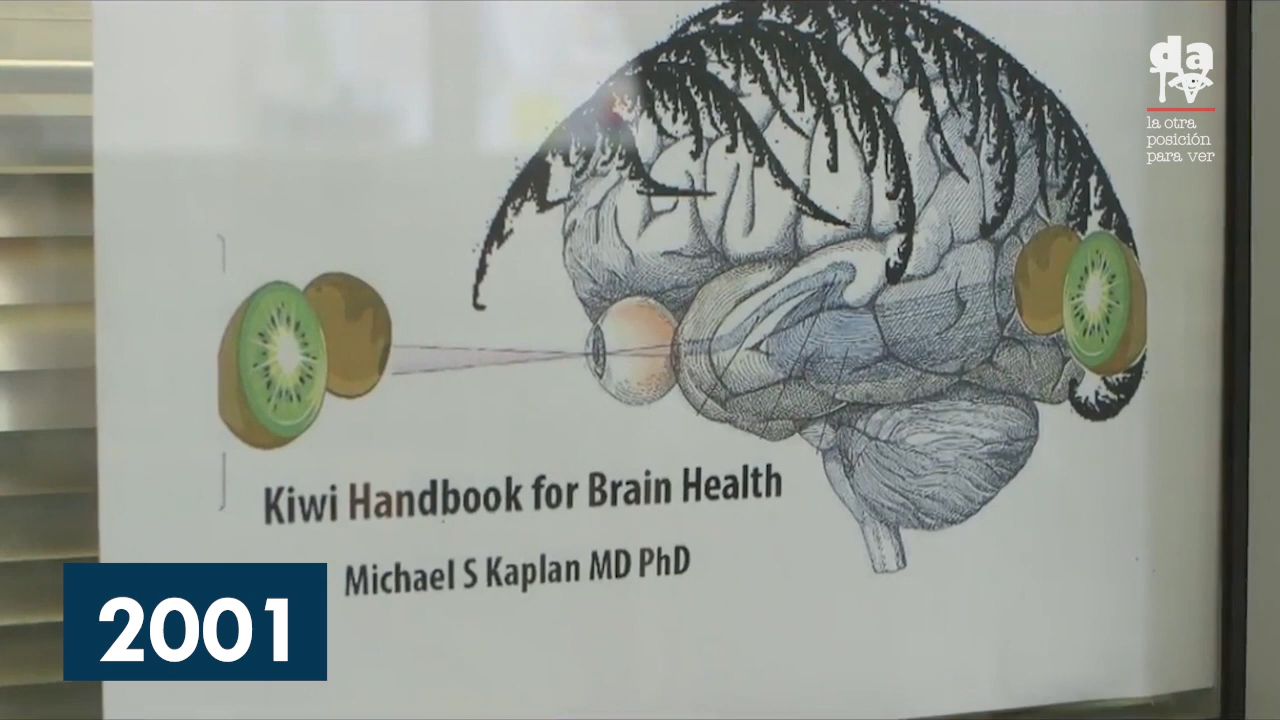 da
la otra
posición
para ver
Kiwi Handbook for Brain Health
Michael S Kaplan MD PhD
2001